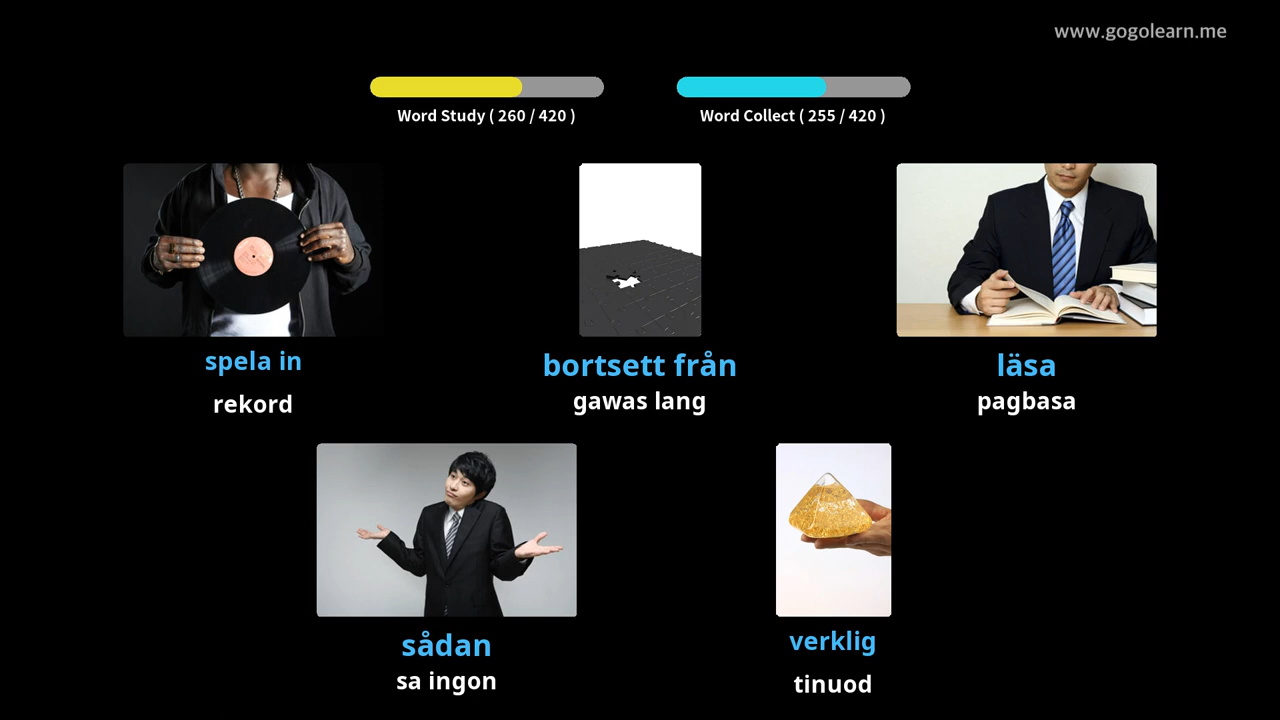 www.gogolearn.me
Word Study ( 260 / 420 )
Word Collect ( 255 / 420 )
spela in
rekord
bortsett från
gawas lang
läsa
pagbasa
sådan
sa ingon
verklig
tinuod